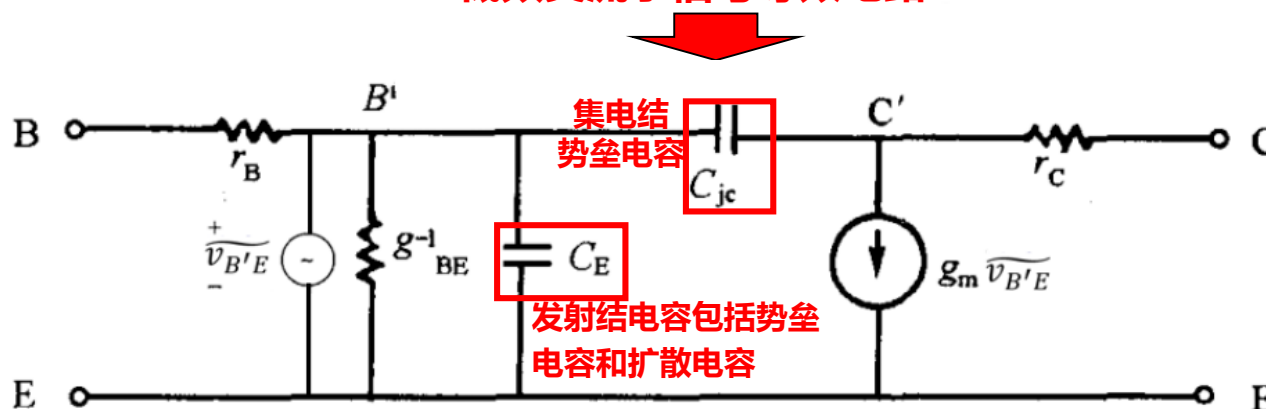 B
B'
集电结
势垒电容
C'
r_B
C_jc
r_C
+
v_B'E
-
~
g^-1_BE
C_E
g_m v_B'E
发射结电容包括势垒
电容和扩散电容
E